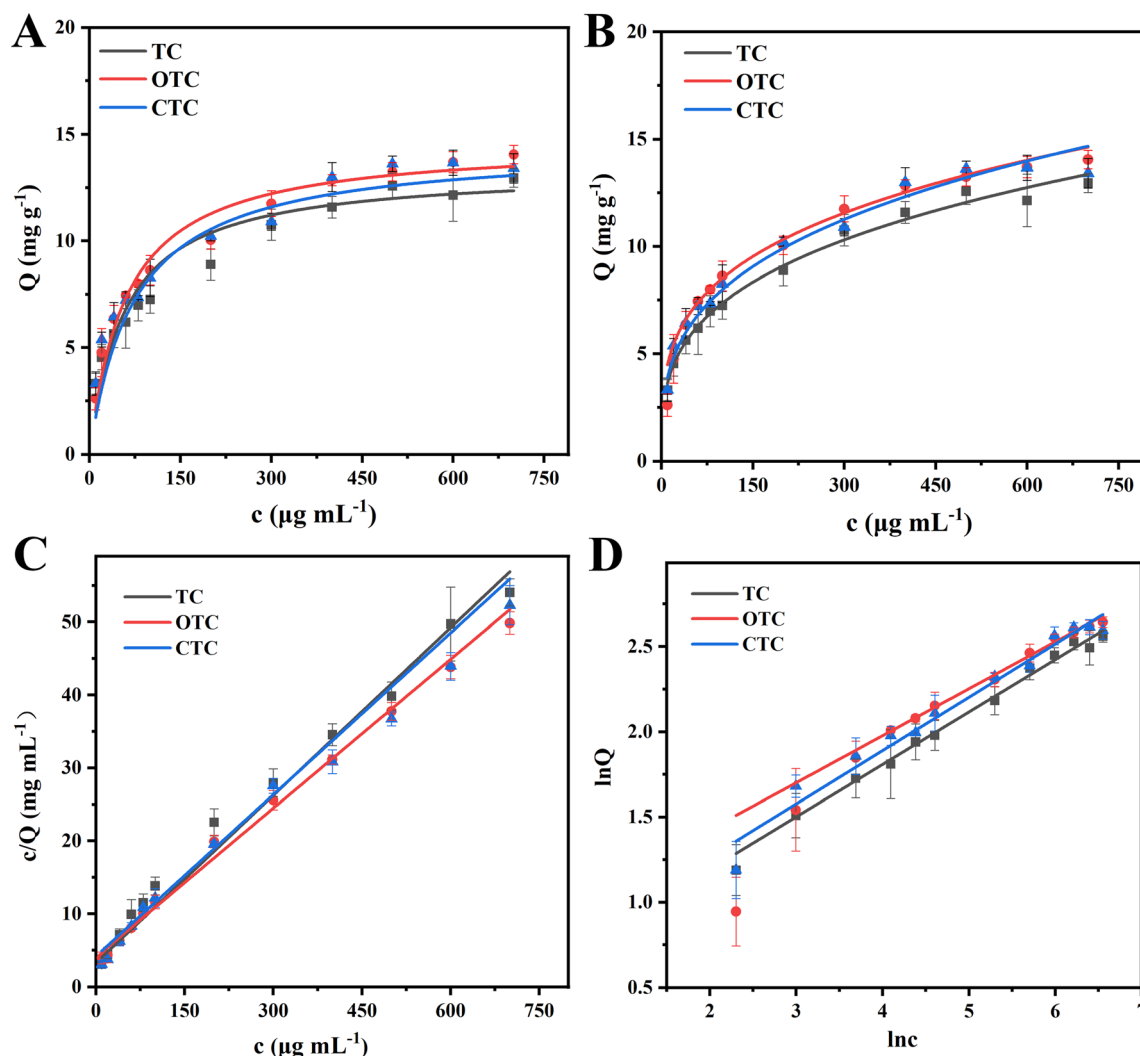 A
TC
OTC
CTC
20
15
10
5
0
Q (mg g⁻¹)
0 150 300 450 600 750
c (μg mL⁻¹)
B
TC
OTC
CTC
20
15
10
5
0
Q (mg g⁻¹)
0 150 300 450 600 750
c (μg mL⁻¹)
C
TC
OTC
CTC
50
40
30
20
10
0
c/Q (mg mL⁻¹)
0 150 300 450 600 750
c (μg mL⁻¹)
D
TC
OTC
CTC
2.5
2.0
1.5
1.0
0.5
lnQ
2 3 4 5 6 7
lnc